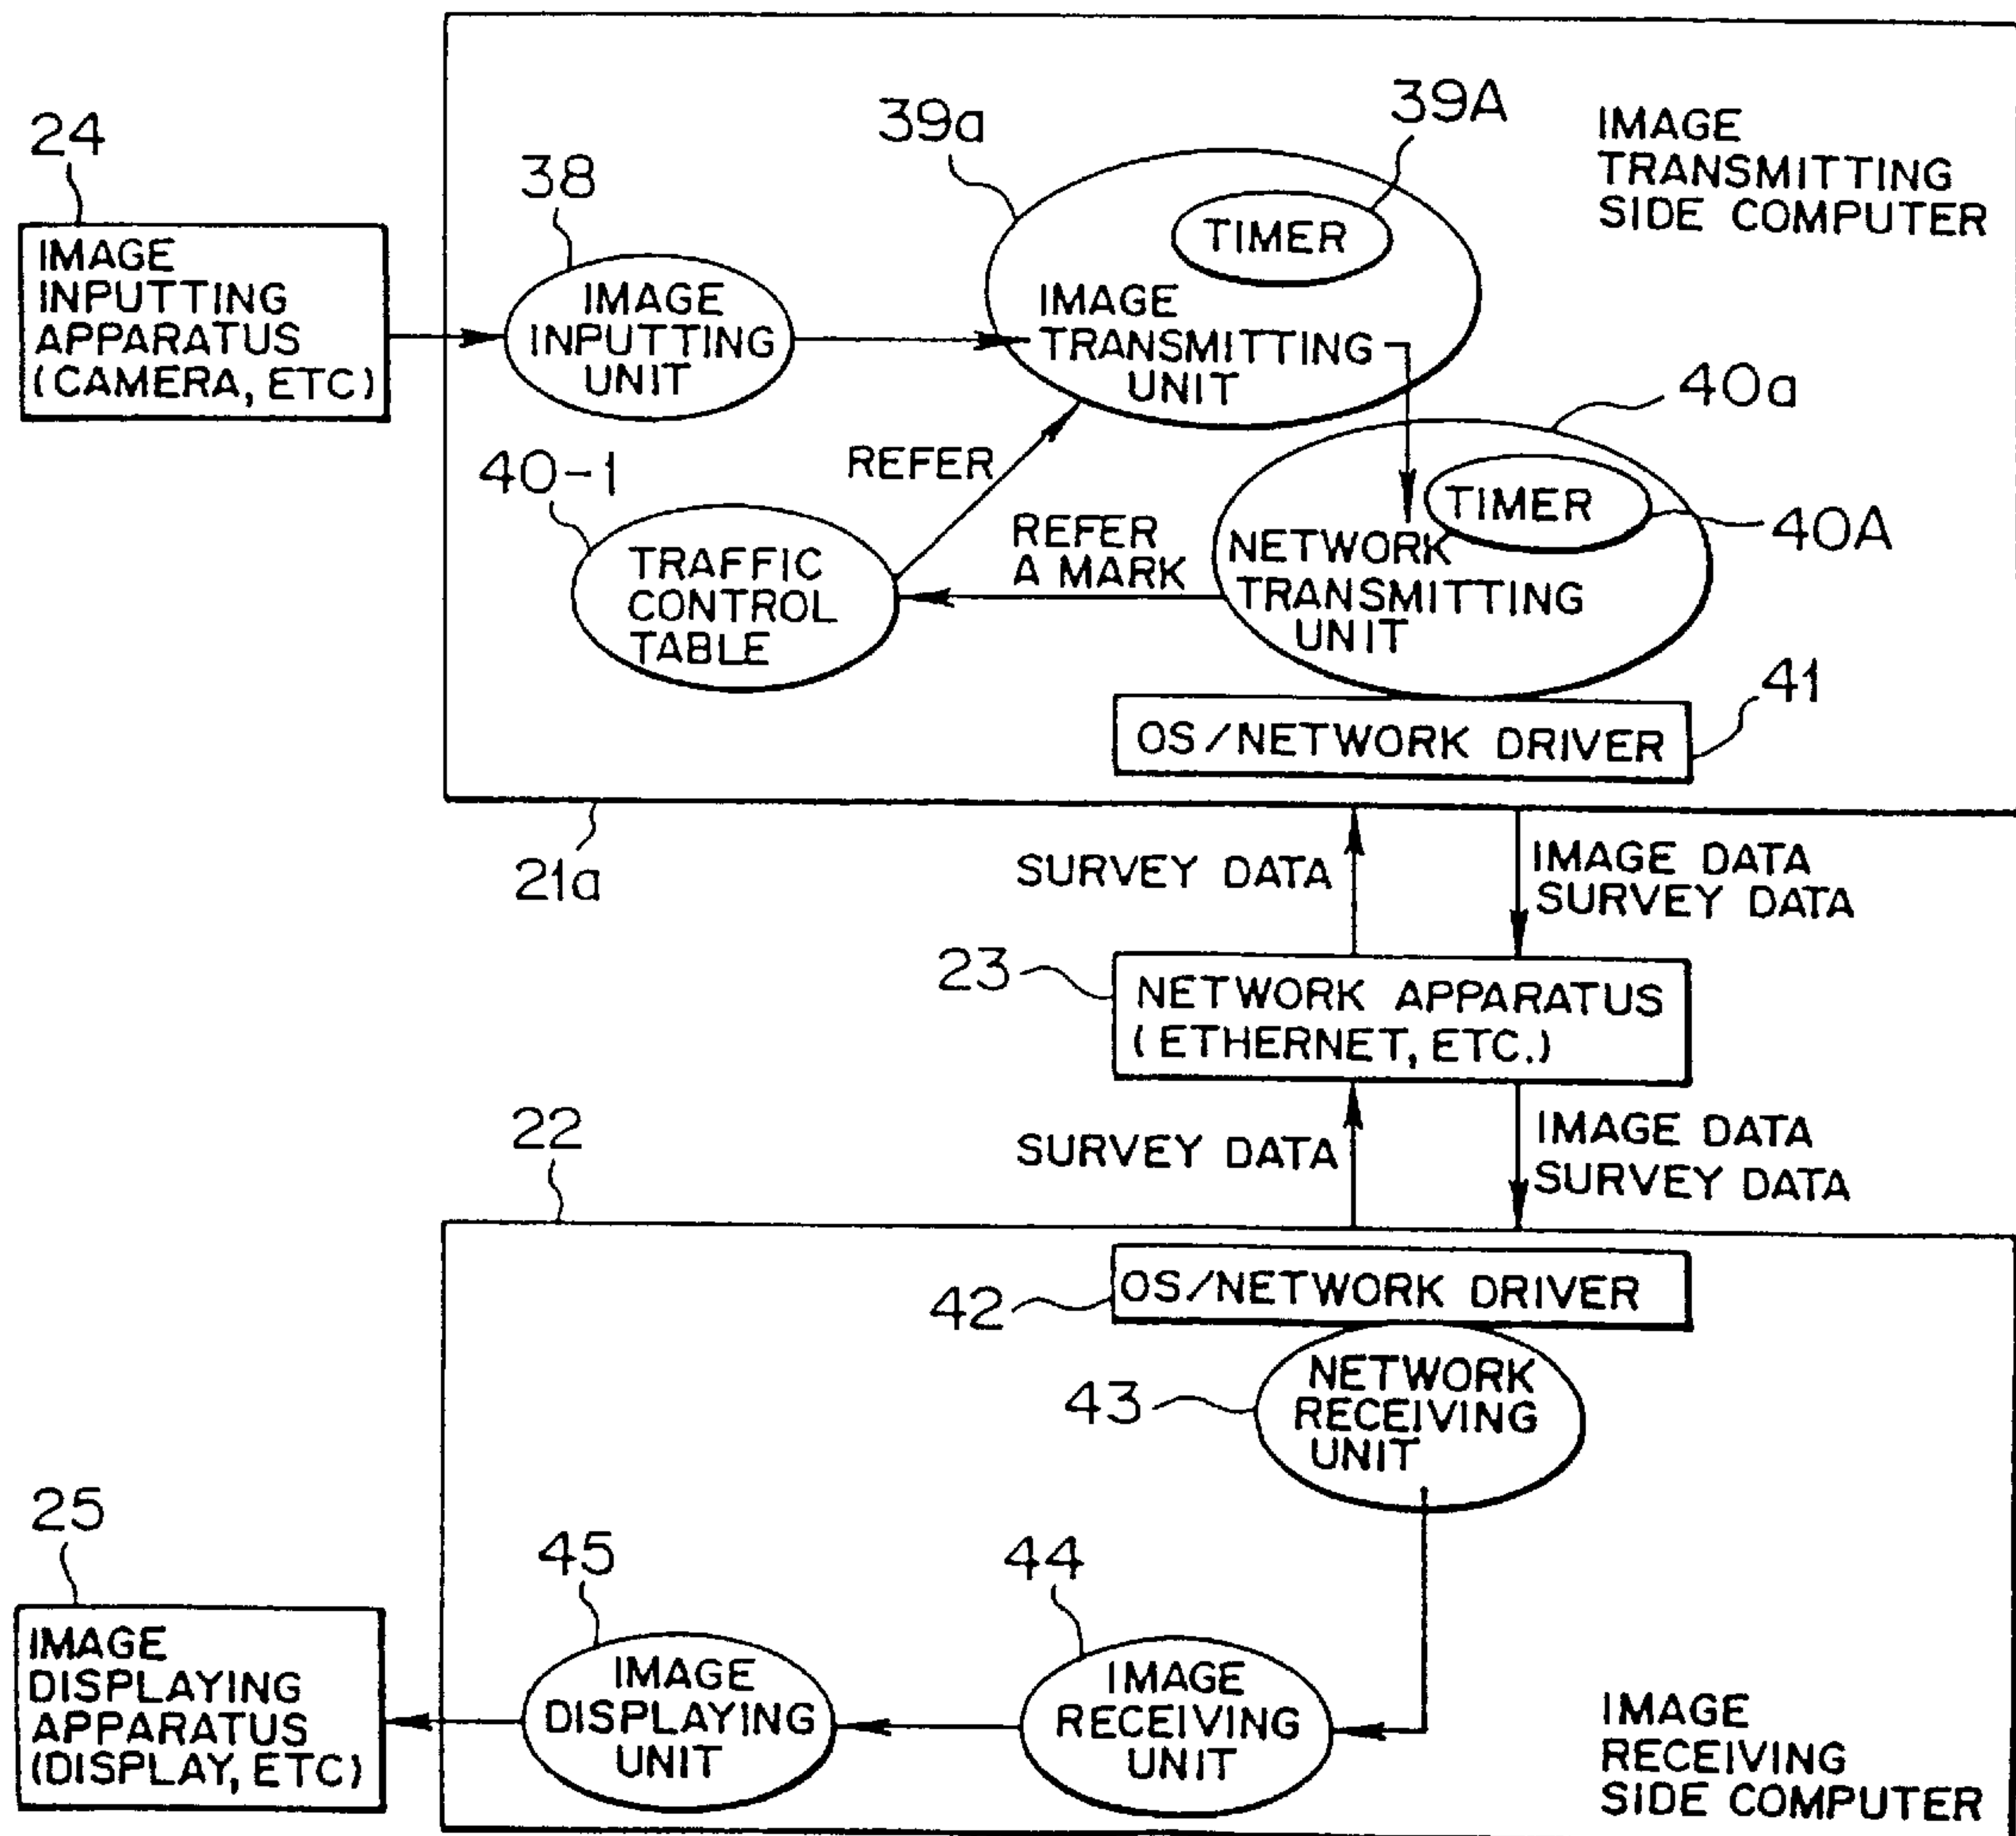 39A
39a
IMAGE
TRANSMITTING
SIDE COMPUTER
24
38
TIMER
IMAGE
INPUTTING
APPARATUS
(CAMERA, ETC)
IMAGE
INPUTTING
UNIT
IMAGE
TRANSMITTING
UNIT
40a
40-1
REFER
TIMER
40A
REFER
A MARK
NETWORK
TRANSMITTING
UNIT
TRAFFIC
CONTROL
TABLE
41
OS/NETWORK DRIVER
21a
SURVEY DATA
IMAGE DATA
SURVEY DATA
23
NETWORK APPARATUS
(ETHERNET, ETC.)
22
SURVEY DATA
IMAGE DATA
SURVEY DATA
42
OS/NETWORK DRIVER
43
NETWORK
RECEIVING
UNIT
25
45
44
IMAGE
DISPLAYING
APPARATUS
(DISPLAY, ETC)
IMAGE
DISPLAYING
UNIT
IMAGE
RECEIVING
UNIT
IMAGE
RECEIVING
SIDE COMPUTER